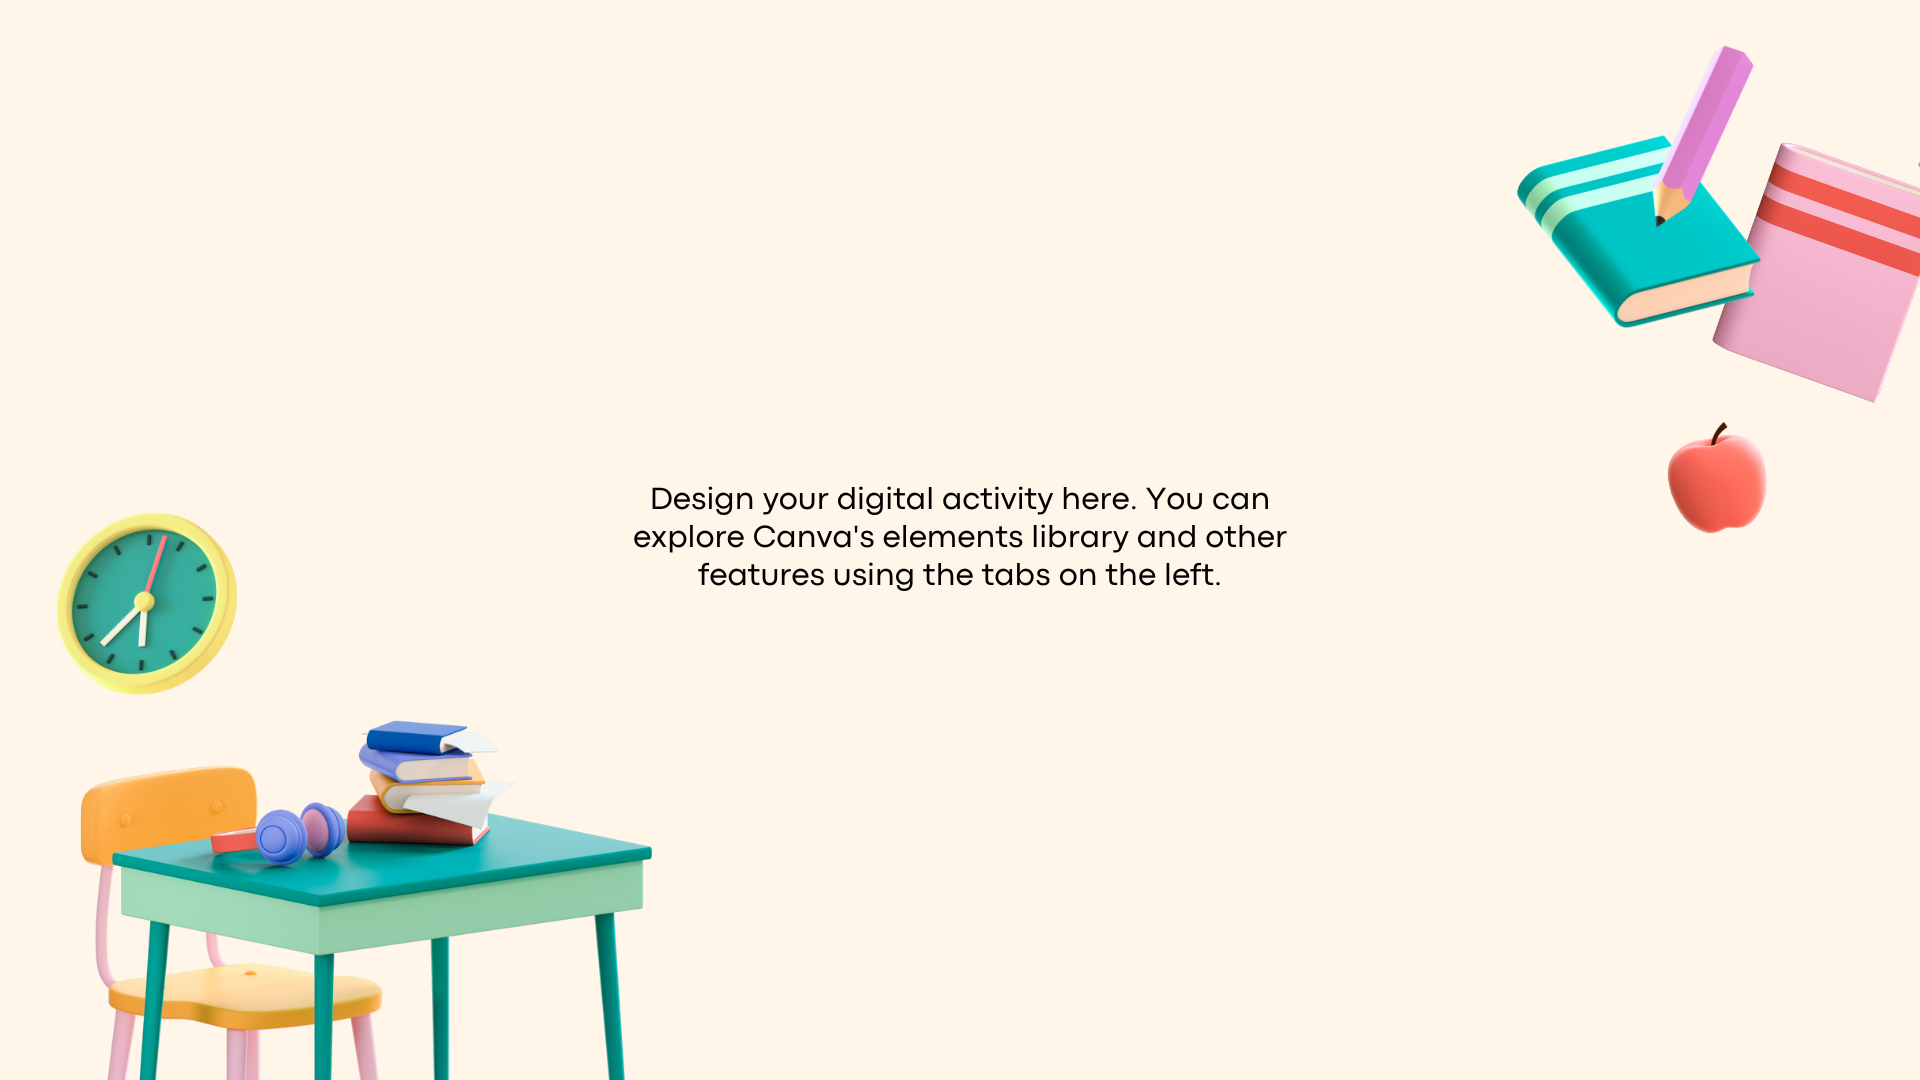 Design your digital activity here. You can
explore Canva's elements library and other
features using the tabs on the left.